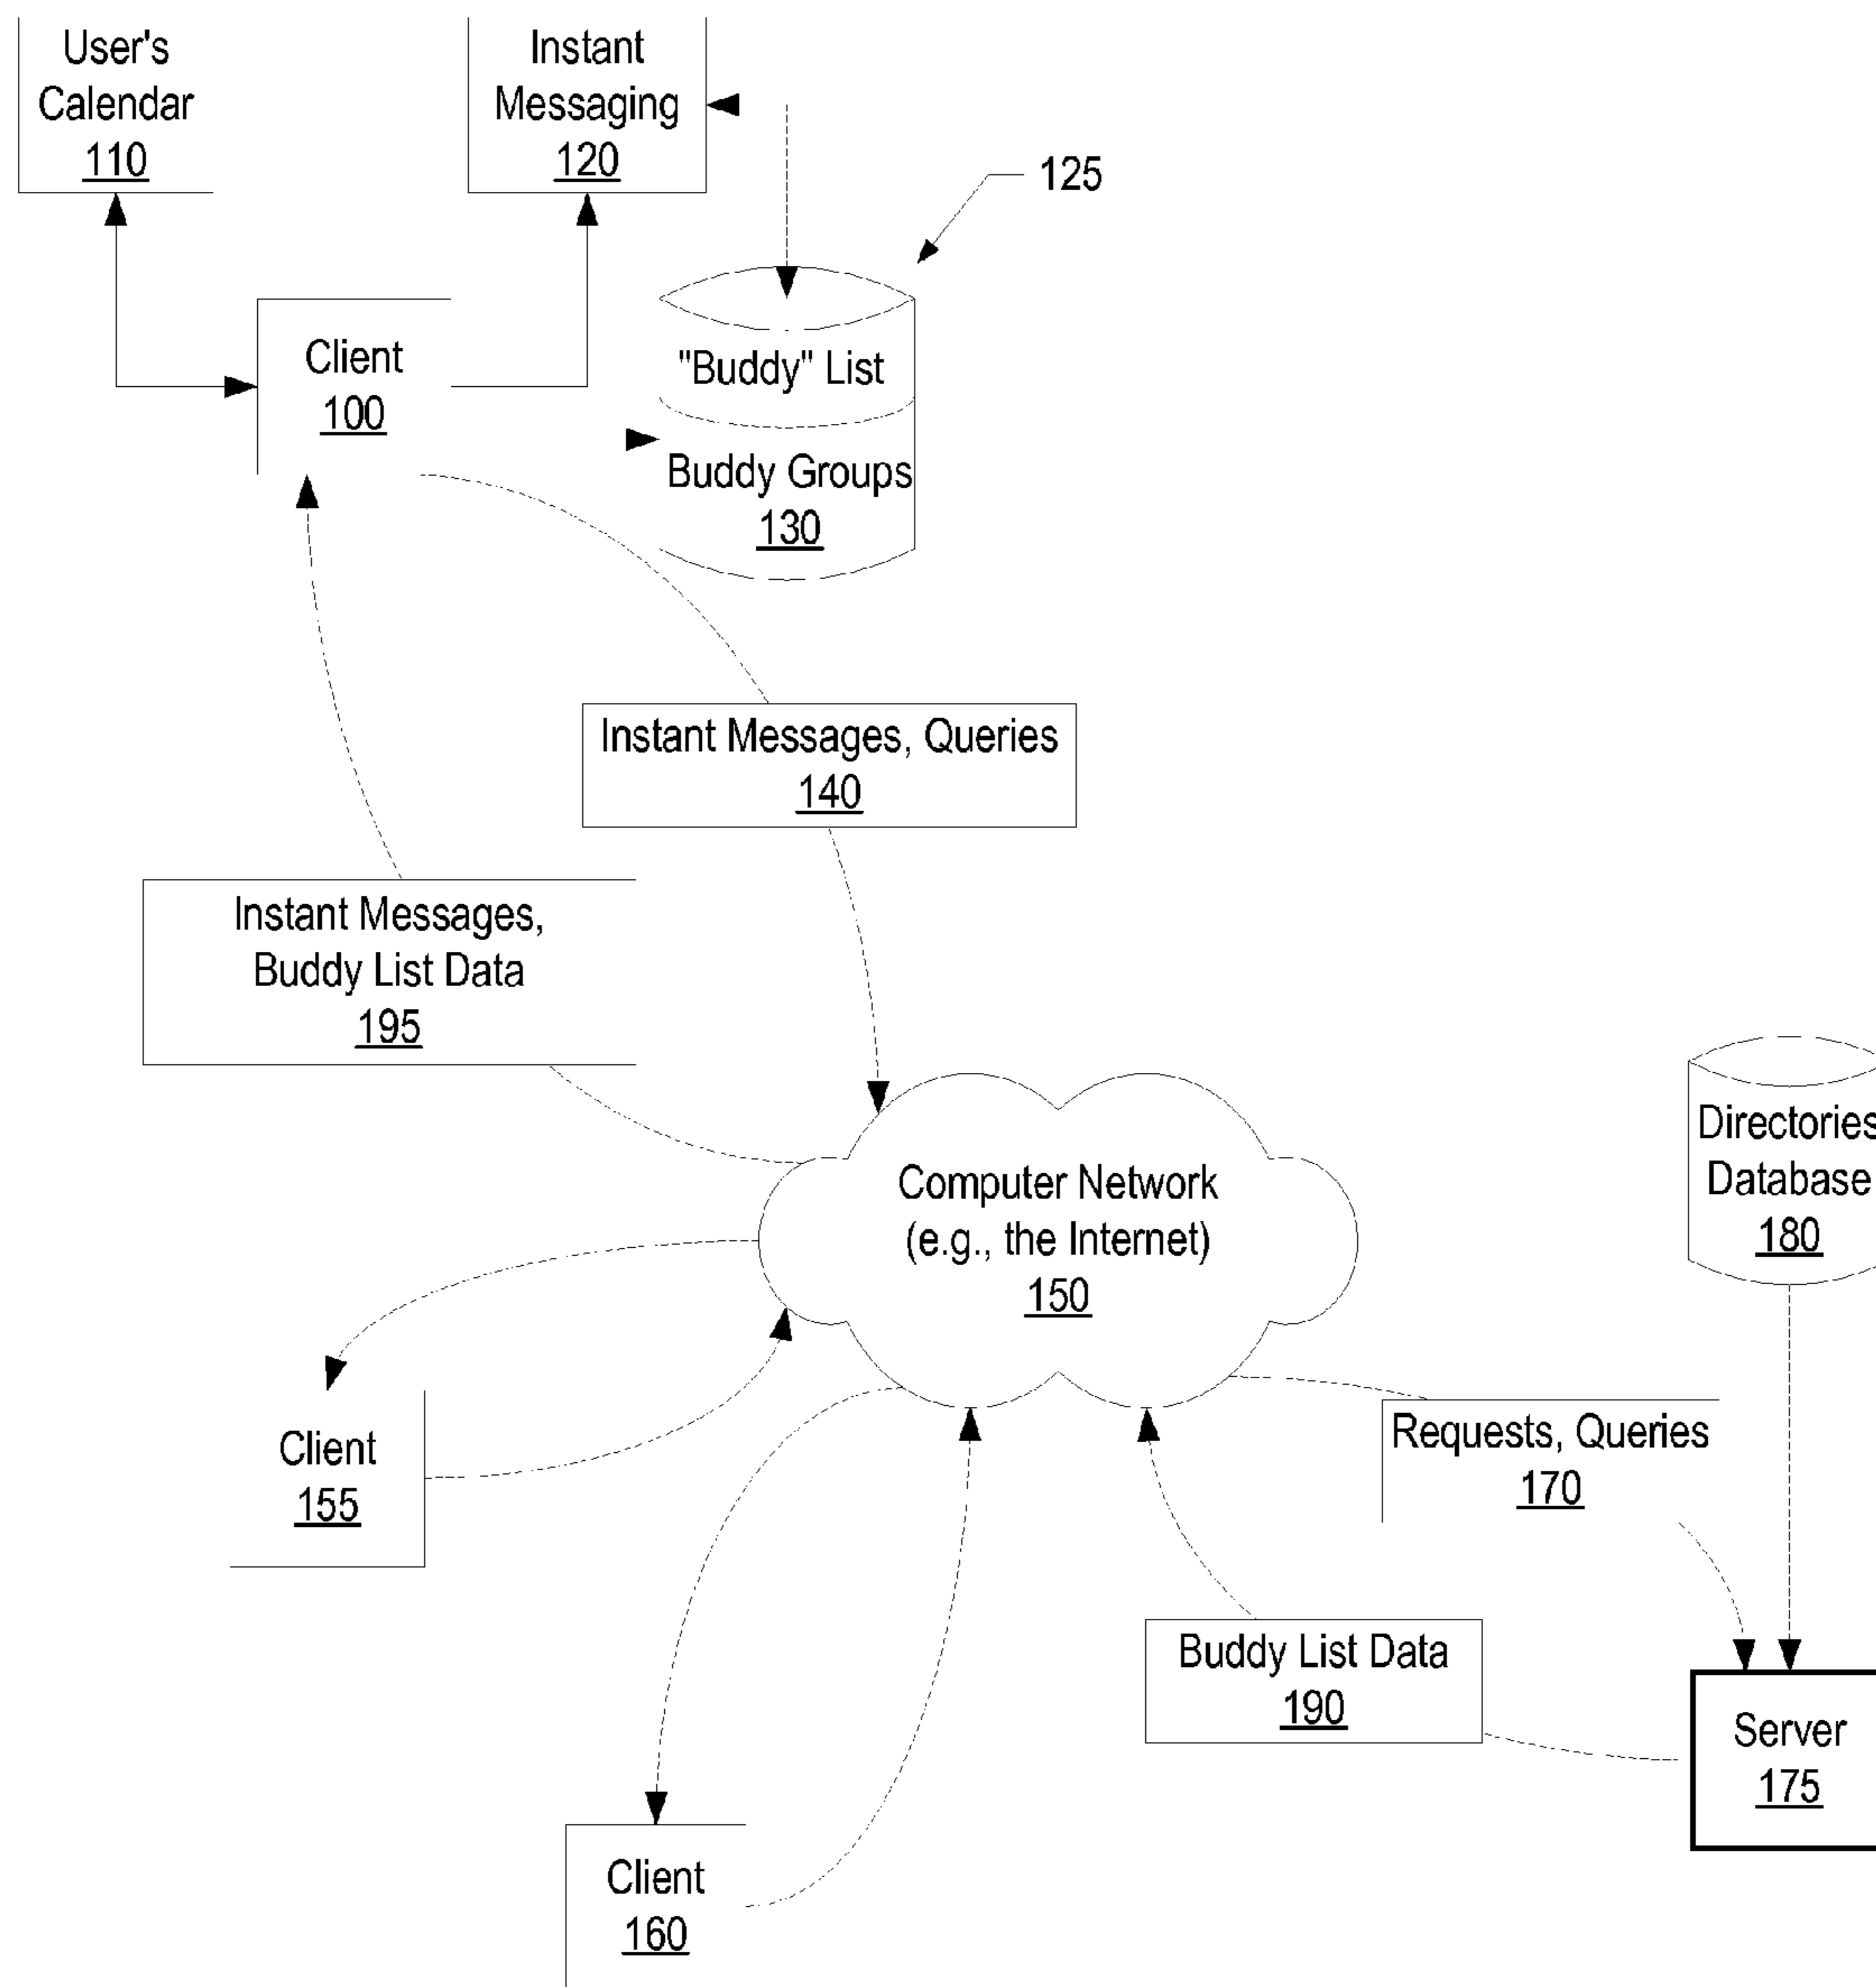 User's
Calendar
110
Instant
Messaging
120
125
Client
100
"Buddy" List
Buddy Groups
130
Instant Messages, Queries
140
Instant Messages,
Buddy List Data
195
Computer Network
(e.g., the Internet)
150
Directories
Database
180
Client
155
Requests, Queries
170
Buddy List Data
190
Server
175
Client
160